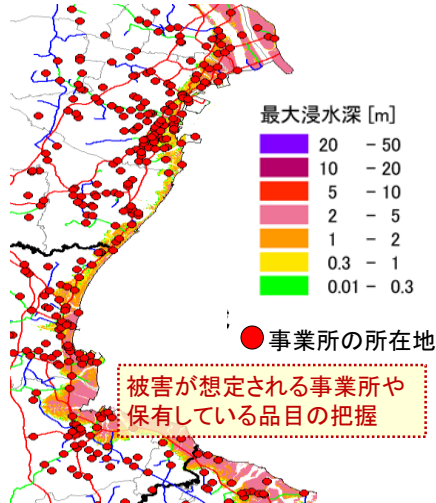 最大浸水深 [m]
20 - 50
10 - 20
5 - 10
2 - 5
1 - 2
0.3 - 1
0.01 - 0.3
事業所の所在地
被害が想定される事業所や
保有している品目の把握